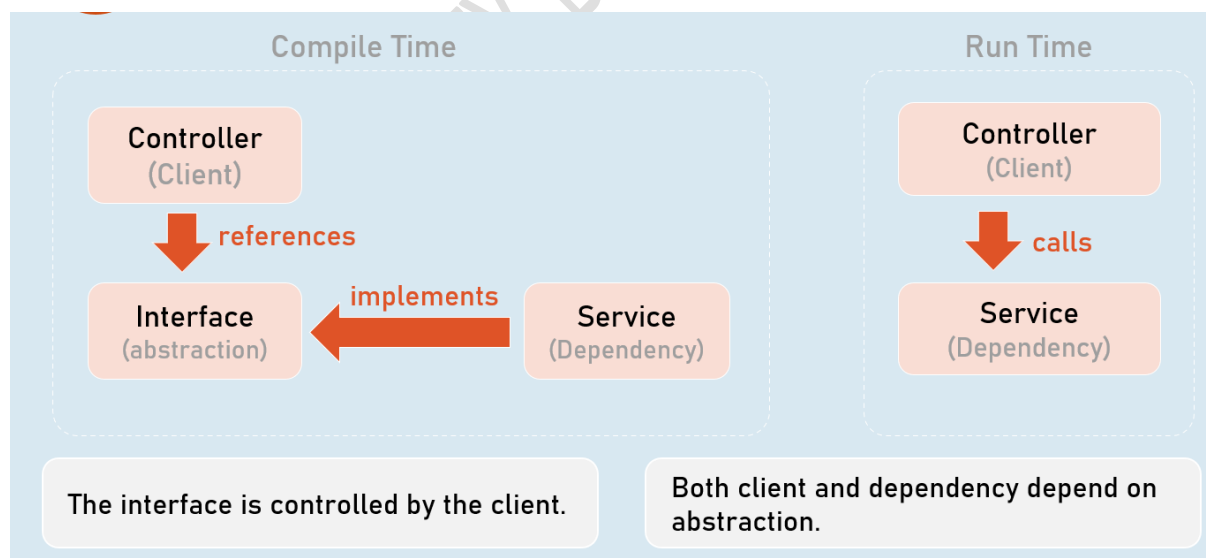 Compile Time
Run Time
Controller
(Client)
references
Interface
(abstraction)
implements
Service
(Dependency)
Controller
(Client)
calls
Service
(Dependency)
The interface is controlled by the client.
Both client and dependency depend on
abstraction.